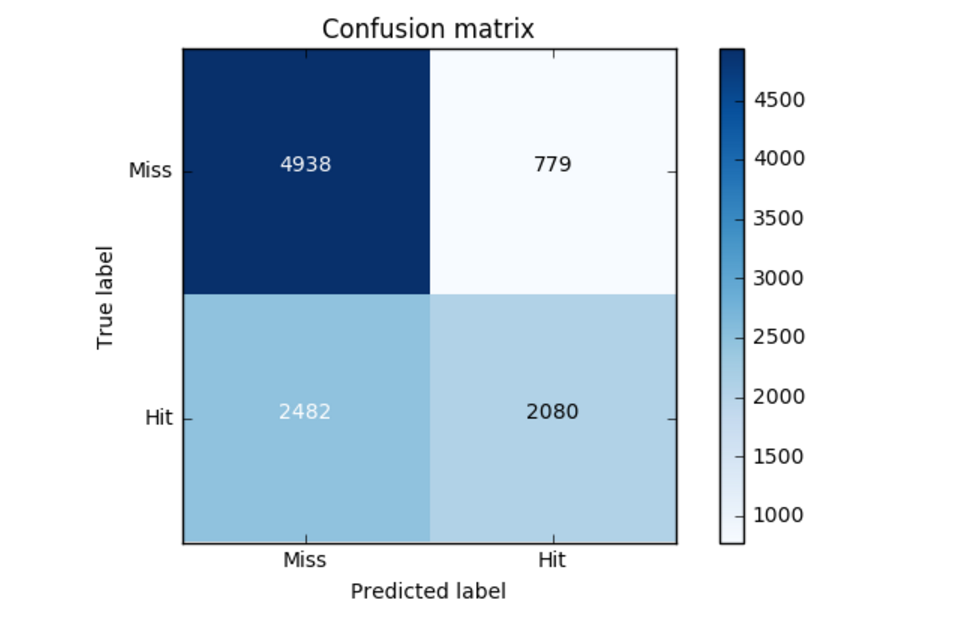 Confusion matrix
Miss
4938
779
Hit
2482
2080
Miss
Hit
Predicted label
True label
4500
4000
3500
3000
2500
2000
1500
1000